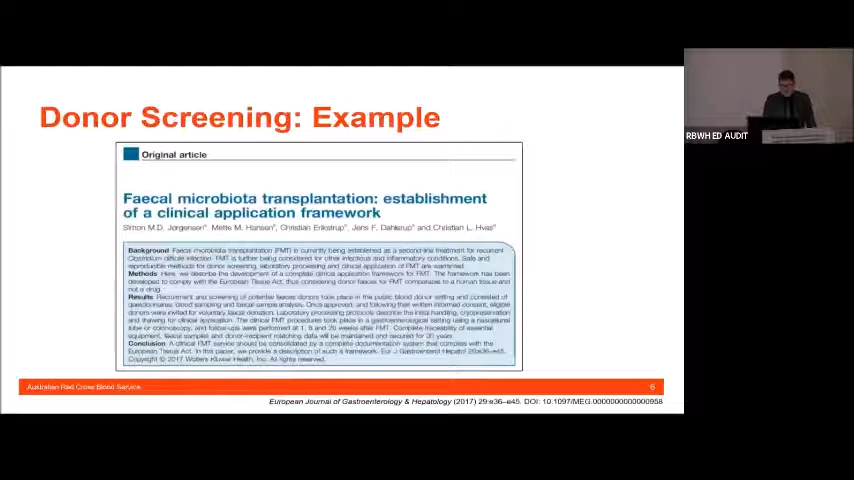 Donor Screening: Example
Original article
Faecal microbiota transplantation: establishment
of a clinical application framework
Simon M.D. Jørgensen, Mette M. Hansen, Christian Erikstrup, Jens F. Dahlerup and Christian L. Hvas
Background Faecal microbiota transplantation (FMT) is currently being established as a second-line treatment for recurrent
Clostridium difficile infection. FMT is further being considered for other infectious and inflammatory conditions. Safe and
reproducible methods for donor screening, laboratory processing and clinical application of FMT are warranted.
Methods Here, we describe the development of a complete clinical application framework for FMT. The framework has been
developed to comply with the European Tissue Act, thus considering donor faeces for FMT comparable to a human tissue and
not a drug.
Results Recruitment and screening of potential faeces donors took place in the public blood donor setting and consisted of
questionnaires, blood sampling and faecal sample analysis. Once approved, and following their written informed consent, eligible
donors were invited for voluntary faecal donation. Laboratory processing protocols describe the initial handling, cryopreservation
and thawing for clinical application. The clinical FMT procedures took place in a gastroenterological setting using a nasojejunal
tube or colonoscopy, and follow-ups were performed at 1, 8 and 26 weeks after FMT. Complete traceability of essential
equipment, faecal samples and donor-recipient matching data will be maintained and secured for 30 years.
Conclusion A clinical FMT service should be consolidated by a complete documentation system that complies with the
European Tissue Act. In this paper, we provide a description of such a framework. Eur J Gastroenterol Hepatol 29:e36–e45.
Copyright © 2017 Wolters Kluwer Health, Inc. All rights reserved.
Australian Red Cross Blood Service
6
European Journal of Gastroenterology & Hepatology (2017) 29:e36–e45. DOI: 10.1097/MEG.0000000000000958
RBWH ED AUDIT